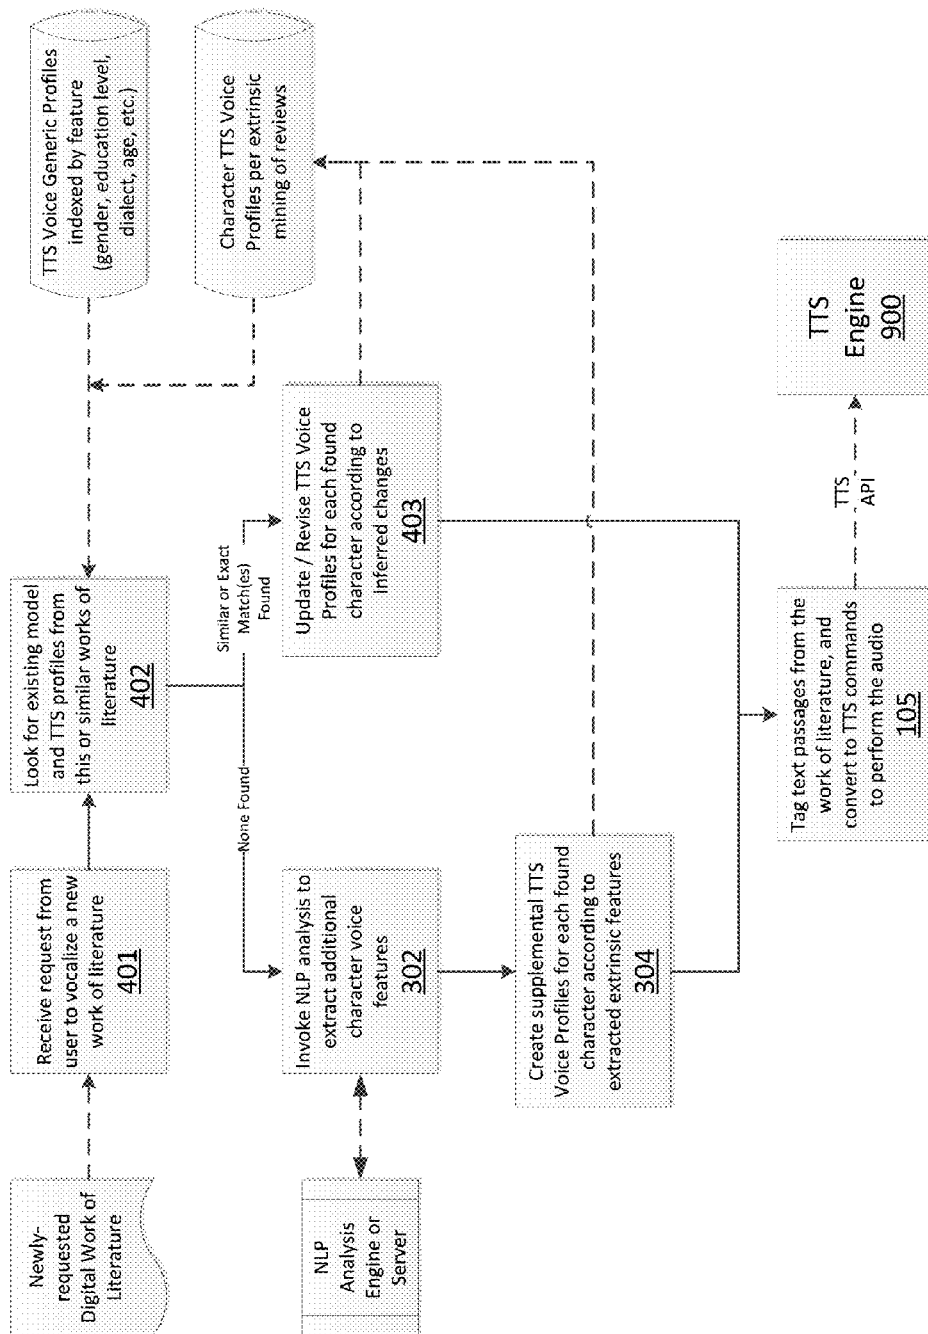 Newly-
requested
Digital Work of
Literature
Receive request from
user to vocalize a new
work of literature
401
Look for existing model
and TTS profiles from
this or similar works of
literature
402
TTS Voice Generic Profiles
indexed by feature
(gender, education level,
dialect, age, etc.)
Character TTS Voice
Profiles per extrinsic
mining of reviews
None Found
Similar or Exact
Match(es)
Found
NLP
Analysis
Engine or
Server
Invoke NLP analysis to
extract additional
character voice
features
302
Update / Revise TTS Voice
Profiles for each found
character according to
inferred changes
403
Create supplemental TTS
Voice Profiles for each found
character according to
extracted extrinsic features
304
Tag text passages from the
work of literature, and
convert to TTS commands
to perform the audio
105
TTS
API
TTS
Engine
900